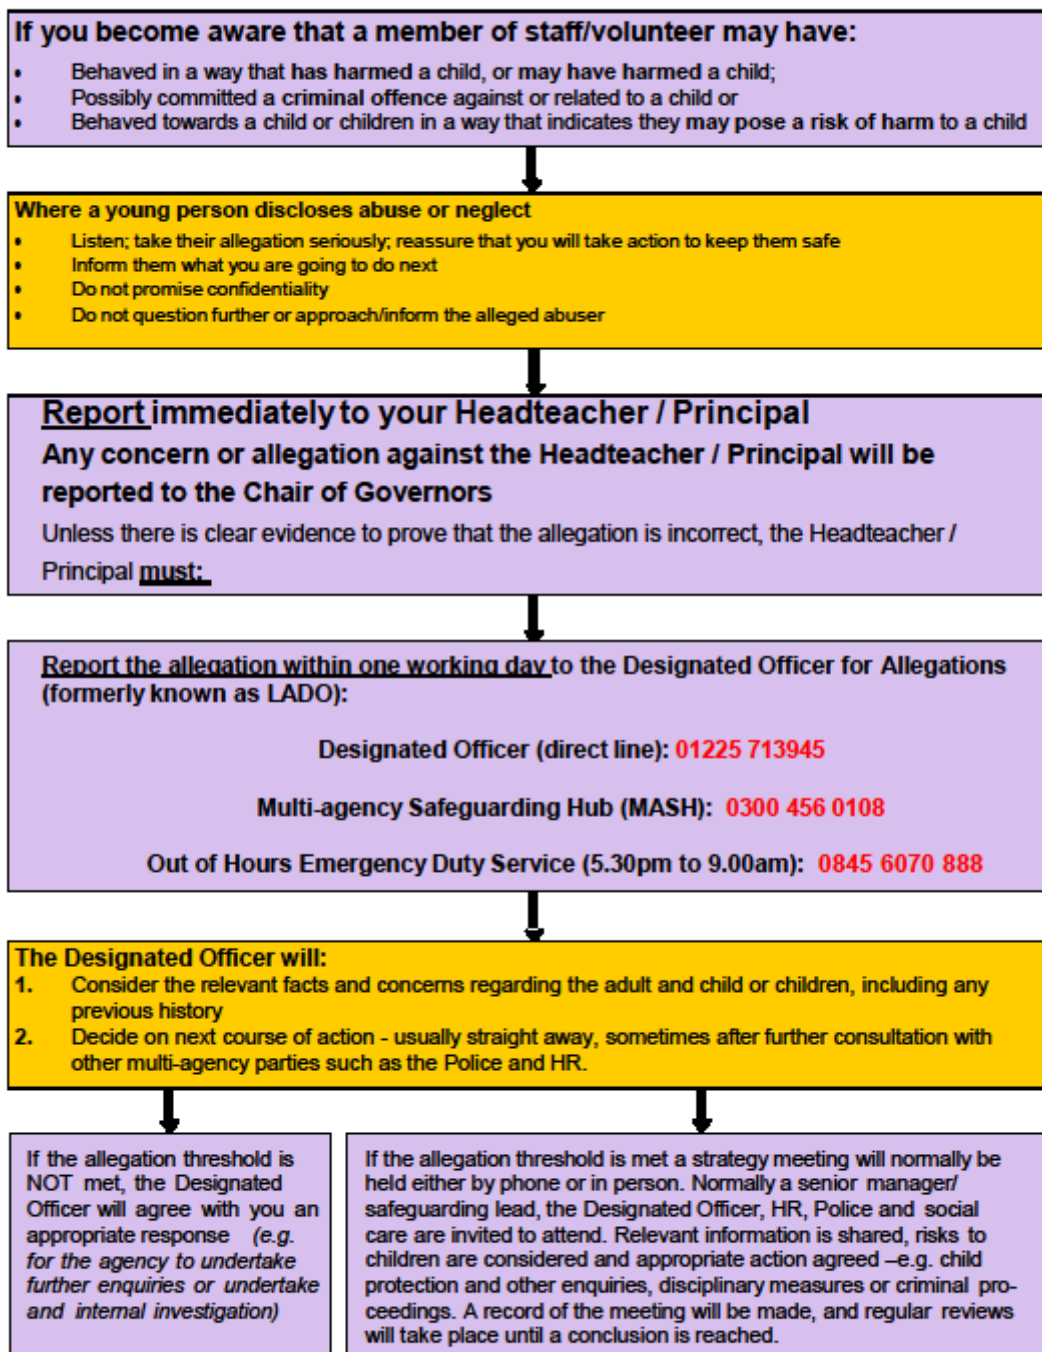 If you become aware that a member of staff/volunteer may have:
• Behaved in a way that has harmed a child, or may have harmed a child;
• Possibly committed a criminal offence against or related to a child or
• Behaved towards a child or children in a way that indicates they may pose a risk of harm to a child
Where a young person discloses abuse or neglect
• Listen; take their allegation seriously; reassure that you will take action to keep them safe
• Inform them what you are going to do next
• Do not promise confidentiality
• Do not question further or approach/inform the alleged abuser
Report immediately to your Headteacher / Principal
Any concern or allegation against the Headteacher / Principal will be
reported to the Chair of Governors
Unless there is clear evidence to prove that the allegation is incorrect, the Headteacher /
Principal must:
Report the allegation within one working day to the Designated Officer for Allegations
(formerly known as LADO):
Designated Officer (direct line): 01225 713945
Multi-agency Safeguarding Hub (MASH): 0300 456 0108
Out of Hours Emergency Duty Service (5.30pm to 9.00am): 0845 6070 888
The Designated Officer will:
1. Consider the relevant facts and concerns regarding the adult and child or children, including any
previous history
2. Decide on next course of action - usually straight away, sometimes after further consultation with
other multi-agency parties such as the Police and HR.
If the allegation threshold is
NOT met, the Designated
Officer will agree with you an
appropriate response (e.g.
for the agency to undertake
further enquiries or undertake
and internal investigation)
If the allegation threshold is met a strategy meeting will normally be
held either by phone or in person. Normally a senior manager/
safeguarding lead, the Designated Officer, HR, Police and social
care are invited to attend. Relevant information is shared, risks to
children are considered and appropriate action agreed –e.g. child
protection and other enquiries, disciplinary measures or criminal pro-
ceedings. A record of the meeting will be made, and regular reviews
will take place until a conclusion is reached.